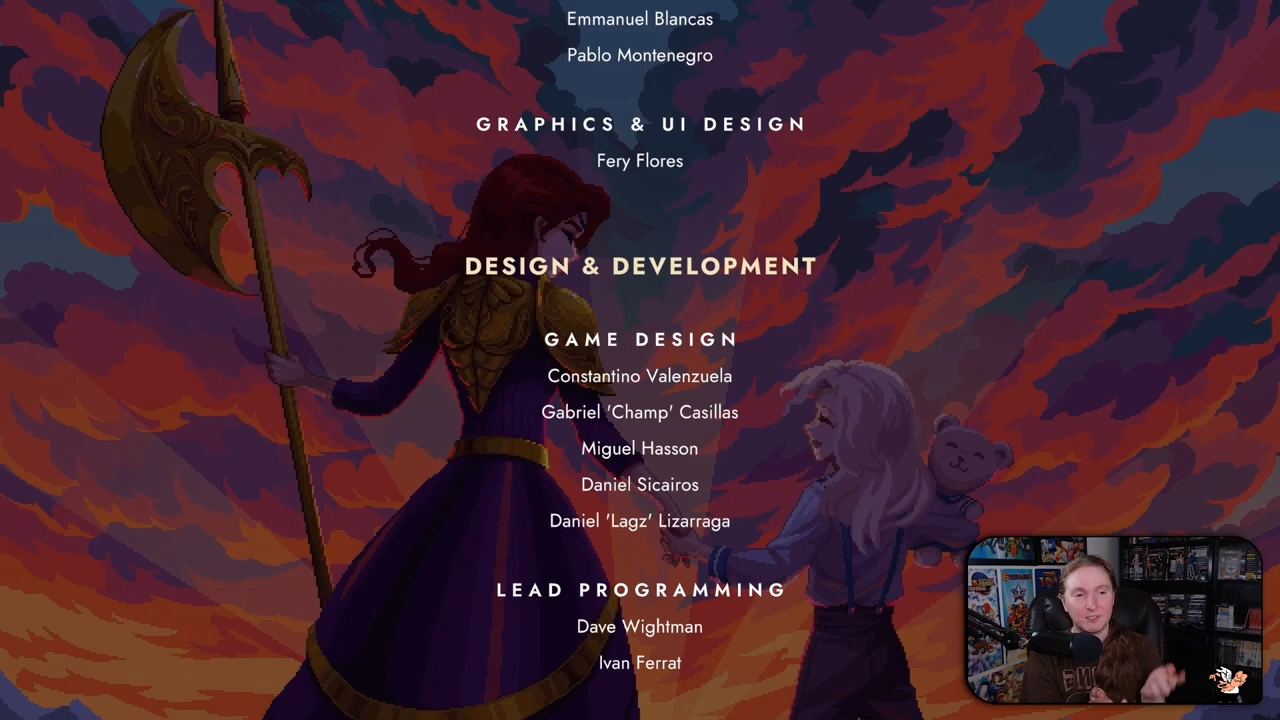 Emmanuel Blancas
Pablo Montenegro
GRAPHICS & UI DESIGN
Fery Flores
DESIGN & DEVELOPMENT
GAME DESIGN
Constantino Valenzuela
Gabriel 'Champ' Casillas
Miguel Hasson
Daniel Sicairos
Daniel 'Lagz' Lizarraga
LEAD PROGRAMMING
Dave Wightman
Ivan Ferrat